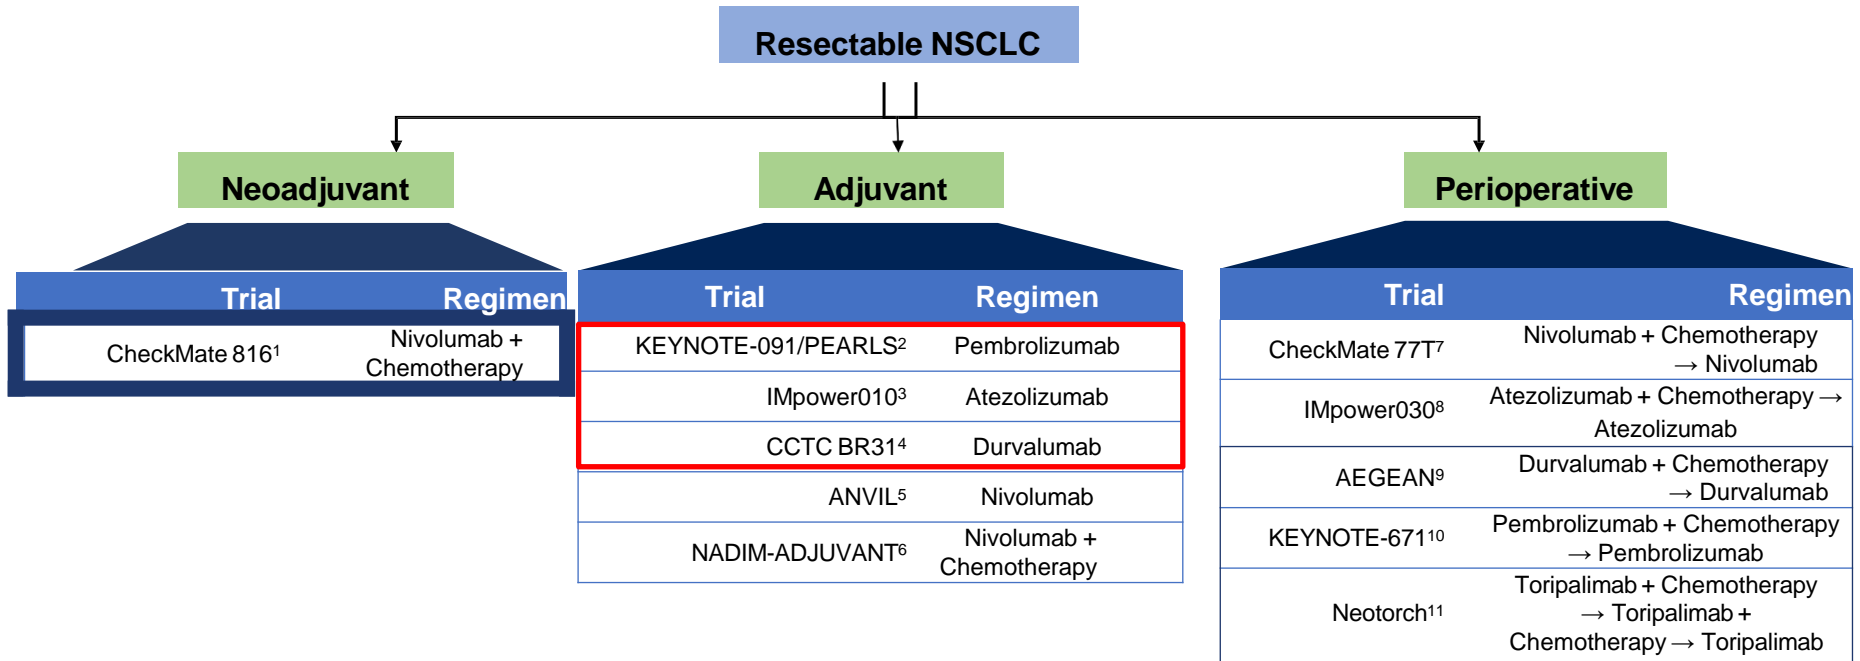 Resectable NSCLC
Neoadjuvant
Adjuvant
Perioperative
Trial Regimen
CheckMate 816¹ Nivolumab +
Chemotherapy
Trial Regimen
KEYNOTE-091/PEARLS² Pembrolizumab
IMpower010³ Atezolizumab
CCTC BR31⁴ Durvalumab
ANVIL⁵ Nivolumab
NADIM-ADJUVANT⁶ Nivolumab +
Chemotherapy
Trial Regimen
CheckMate 77T⁷ Nivolumab + Chemotherapy
→ Nivolumab
IMpower030⁸ Atezolizumab + Chemotherapy →
Atezolizumab
AEGEAN⁹ Durvalumab + Chemotherapy
→ Durvalumab
KEYNOTE-671¹⁰ Pembrolizumab + Chemotherapy
→ Pembrolizumab
Neotorch¹¹ Toripalimab + Chemotherapy
→ Toripalimab +
Chemotherapy → Toripalimab